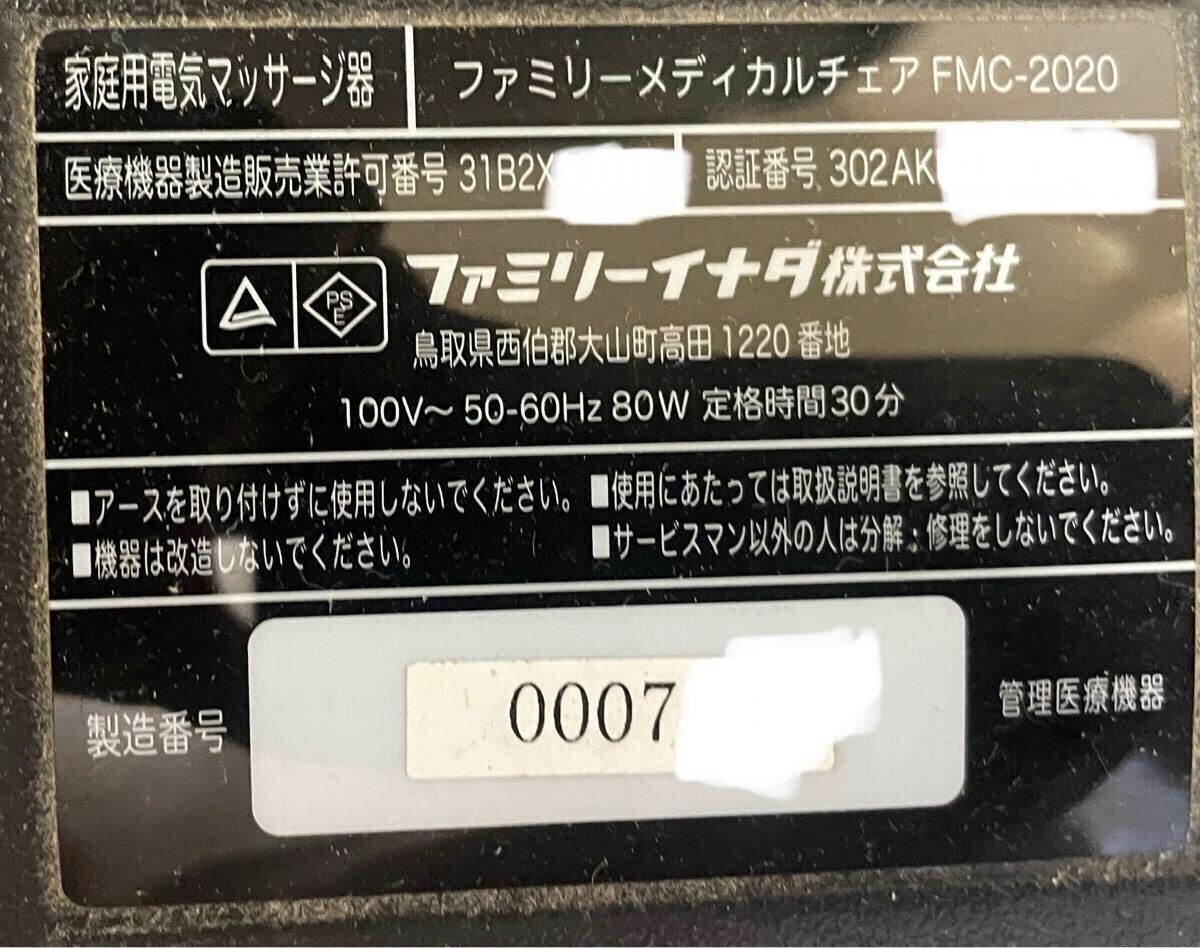 家庭用電気マッサージ器
ファミリーメディカルチェア FMC-2020
医療機器製造販売業許可番号 31B2X
認証番号 302AK
PS
E
ファミリーイナダ株式会社
鳥取県西伯郡大山町高田 1220 番地
100V～ 50-60Hz 80W 定格時間30分
■アースを取り付けずに使用しないでください。
■機器は改造しないでください。
■使用にあたっては取扱説明書を参照してください。
■サービスマン以外の人は分解・修理をしないでください。
製造番号
0007
管理医療機器